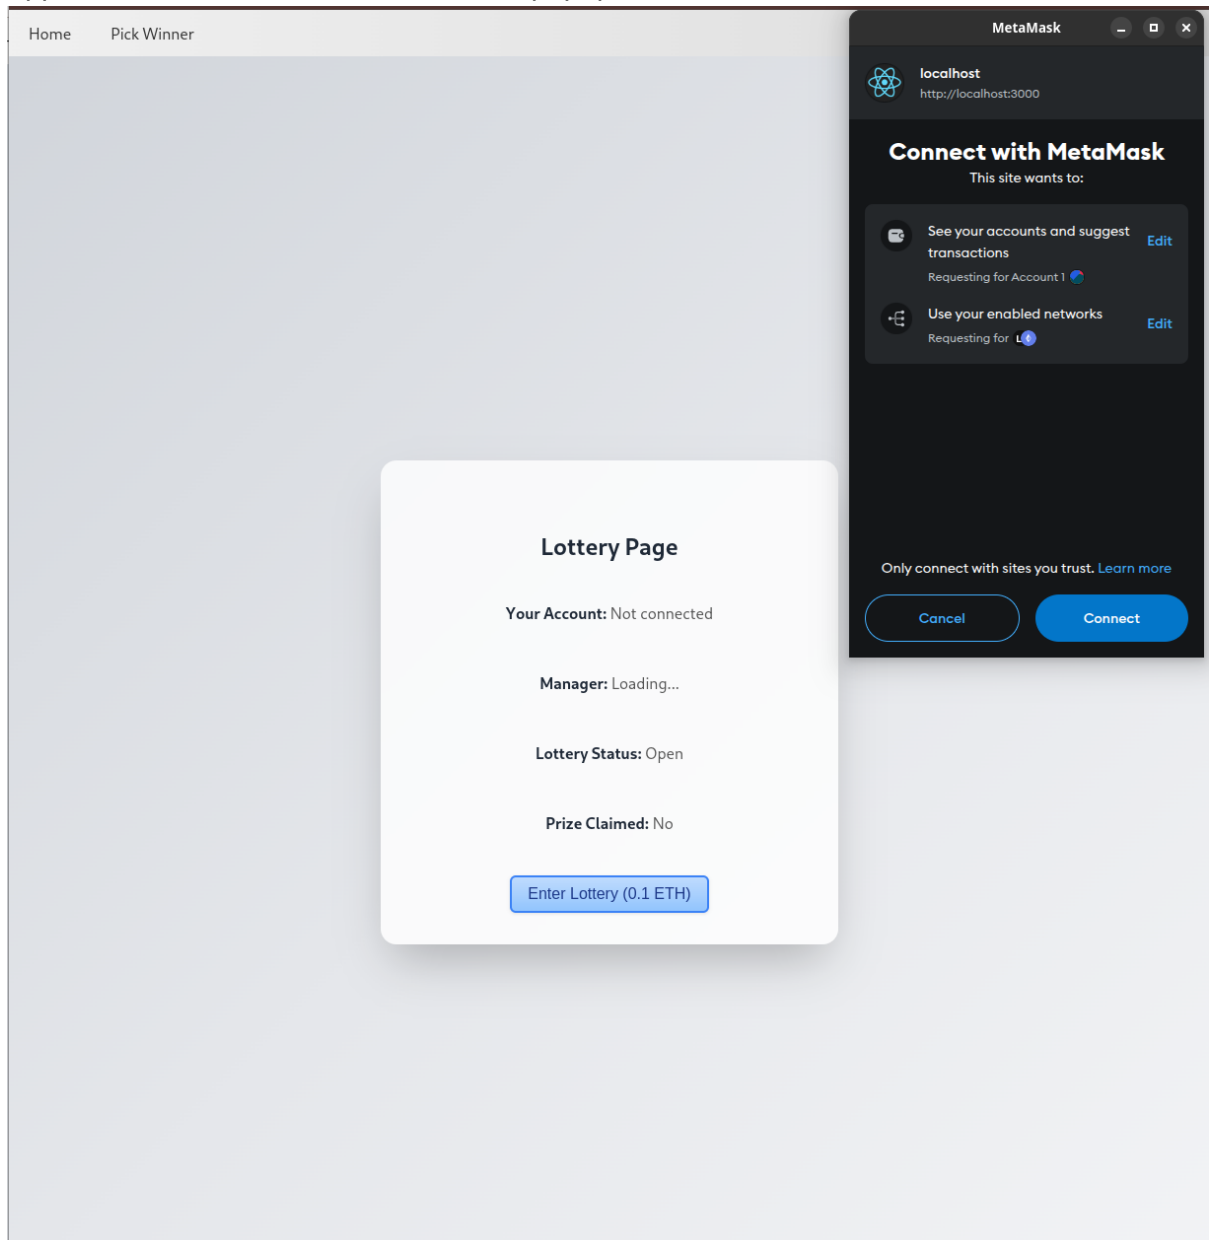 Home Pick Winner
MetaMask
localhost
http://localhost:3000
Connect with MetaMask
This site wants to:
See your accounts and suggest
transactions
Edit
Requesting for Account 1
Use your enabled networks
Edit
Requesting for
Only connect with sites you trust. Learn more
Cancel Connect
Lottery Page
Your Account: Not connected
Manager: Loading...
Lottery Status: Open
Prize Claimed: No
Enter Lottery (0.1 ETH)